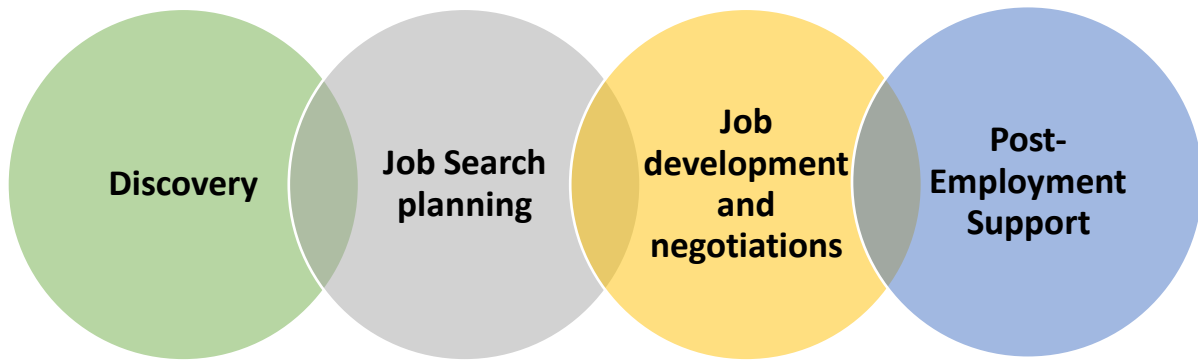 Discovery
Job Search
planning
Job
development
and
negotiations
Post-
Employment
Support